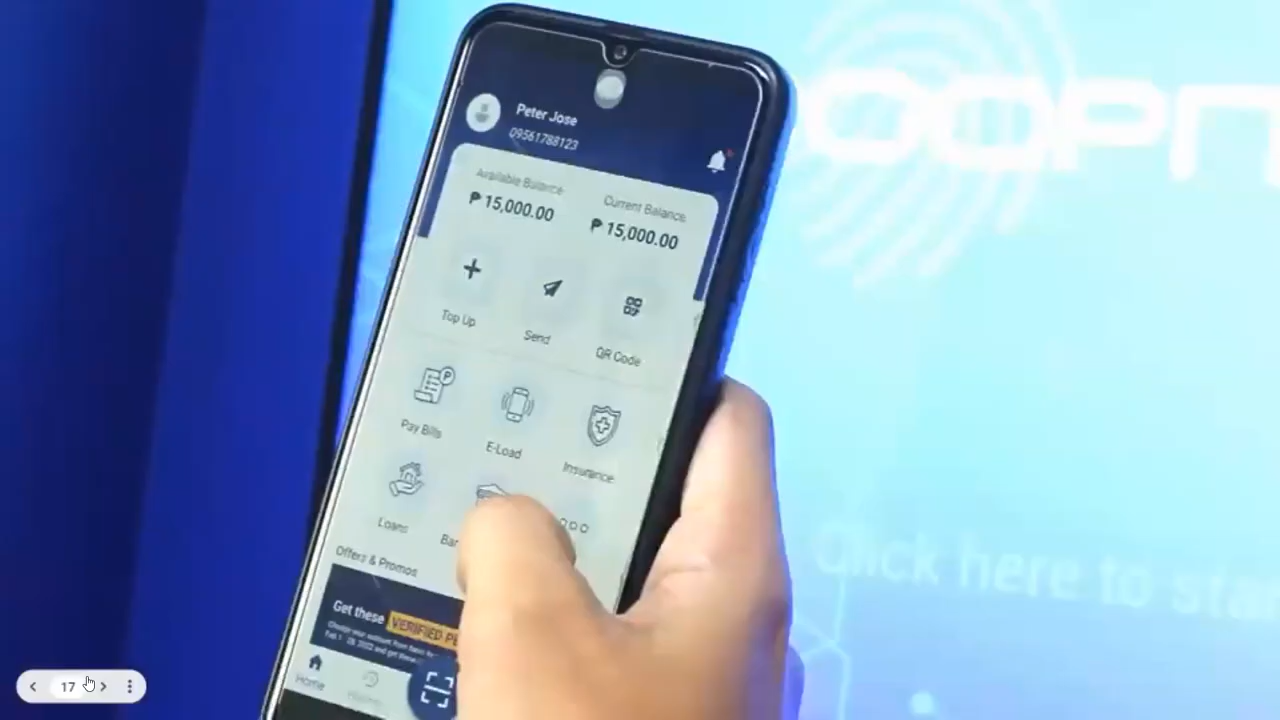 Peter Jose
09561788123
Available Balance
₱ 15,000.00
Current Balance
₱ 15,000.00
Top Up
Send
QR Code
Pay Bills
E-Load
Insurance
Loans
Offers & Promos
Get these VERIFIED
Home
Click here to
17